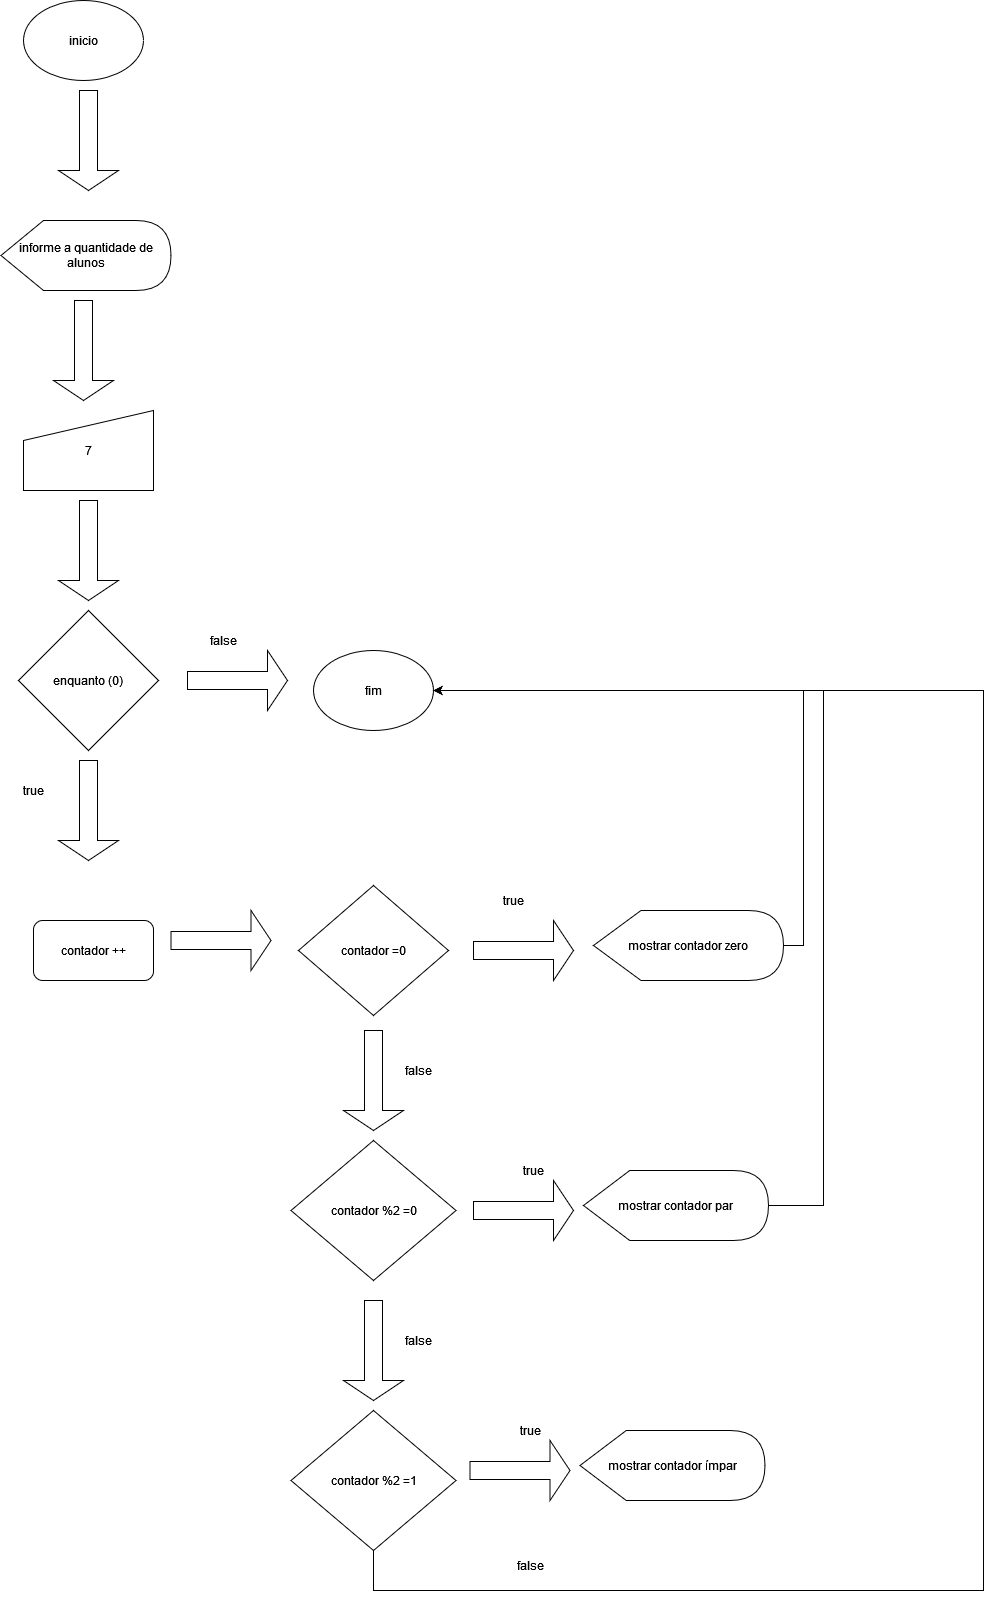 inicio
informe a quantidade de
alunos
7
false
enquanto (0)
fim
true
true
contador ++
contador =0
mostrar contador zero
false
true
contador %2 =0
mostrar contador par
false
true
contador %2 =1
mostrar contador ímpar
false